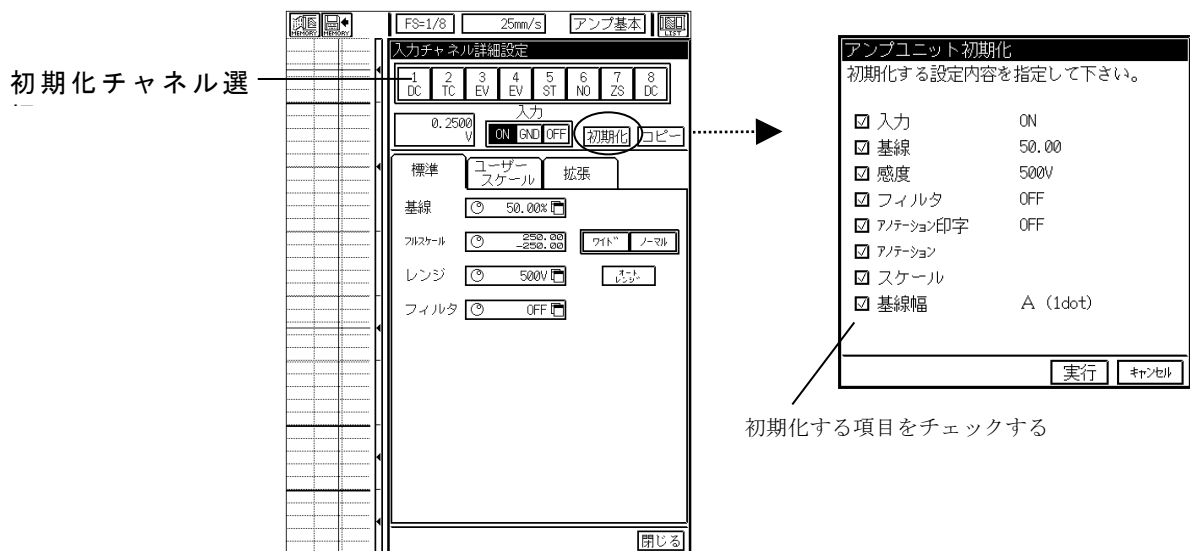 MEMORY MEMORY FS=1/8 25mm/s アンプ基本 LIST
入力チャネル詳細設定
初期化チャネル選
1 2 3 4 5 6 7 8
DC TC EV EV ST NO ZS DC
入力
0.2500
V
ON GND OFF 初期化 コピー
標準 ユーザー
スケール 拡張
基線 50.00%
フルスケール 250.00
-250.00 ワイド ノーマル
レンジ 500V オート
レンジ
フィルタ OFF
閉じる
アンプユニット初期化
初期化する設定内容を指定して下さい。
入力 ON
基線 50.00
感度 500V
フィルタ OFF
アノテーション印字 OFF
アノテーション
スケール
基線幅 A (1dot)
実行 キャンセル
初期化する項目をチェックする